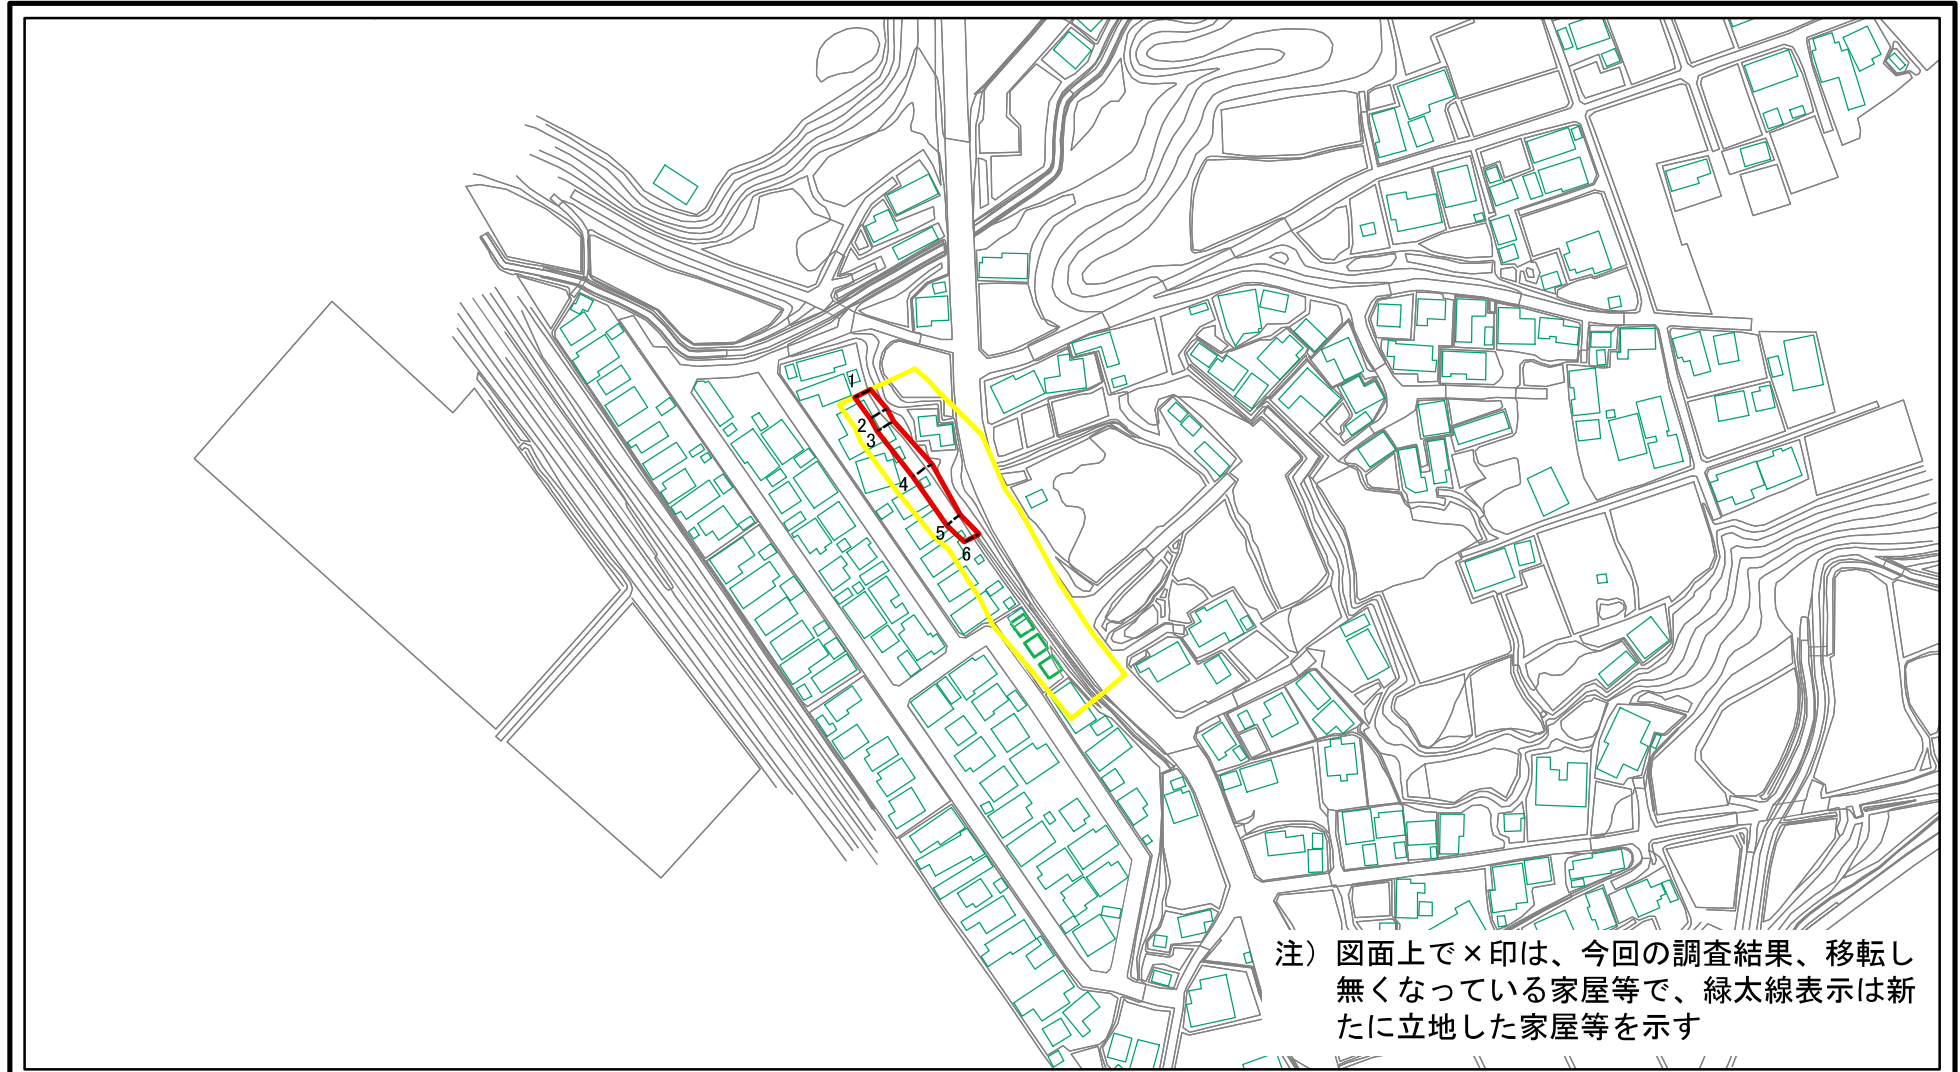 1
2
3
4
5
6
注) 図面上で×印は、今回の調査結果、移転し
無くなっている家屋等で、緑太線表示は新
たに立地した家屋等を示す